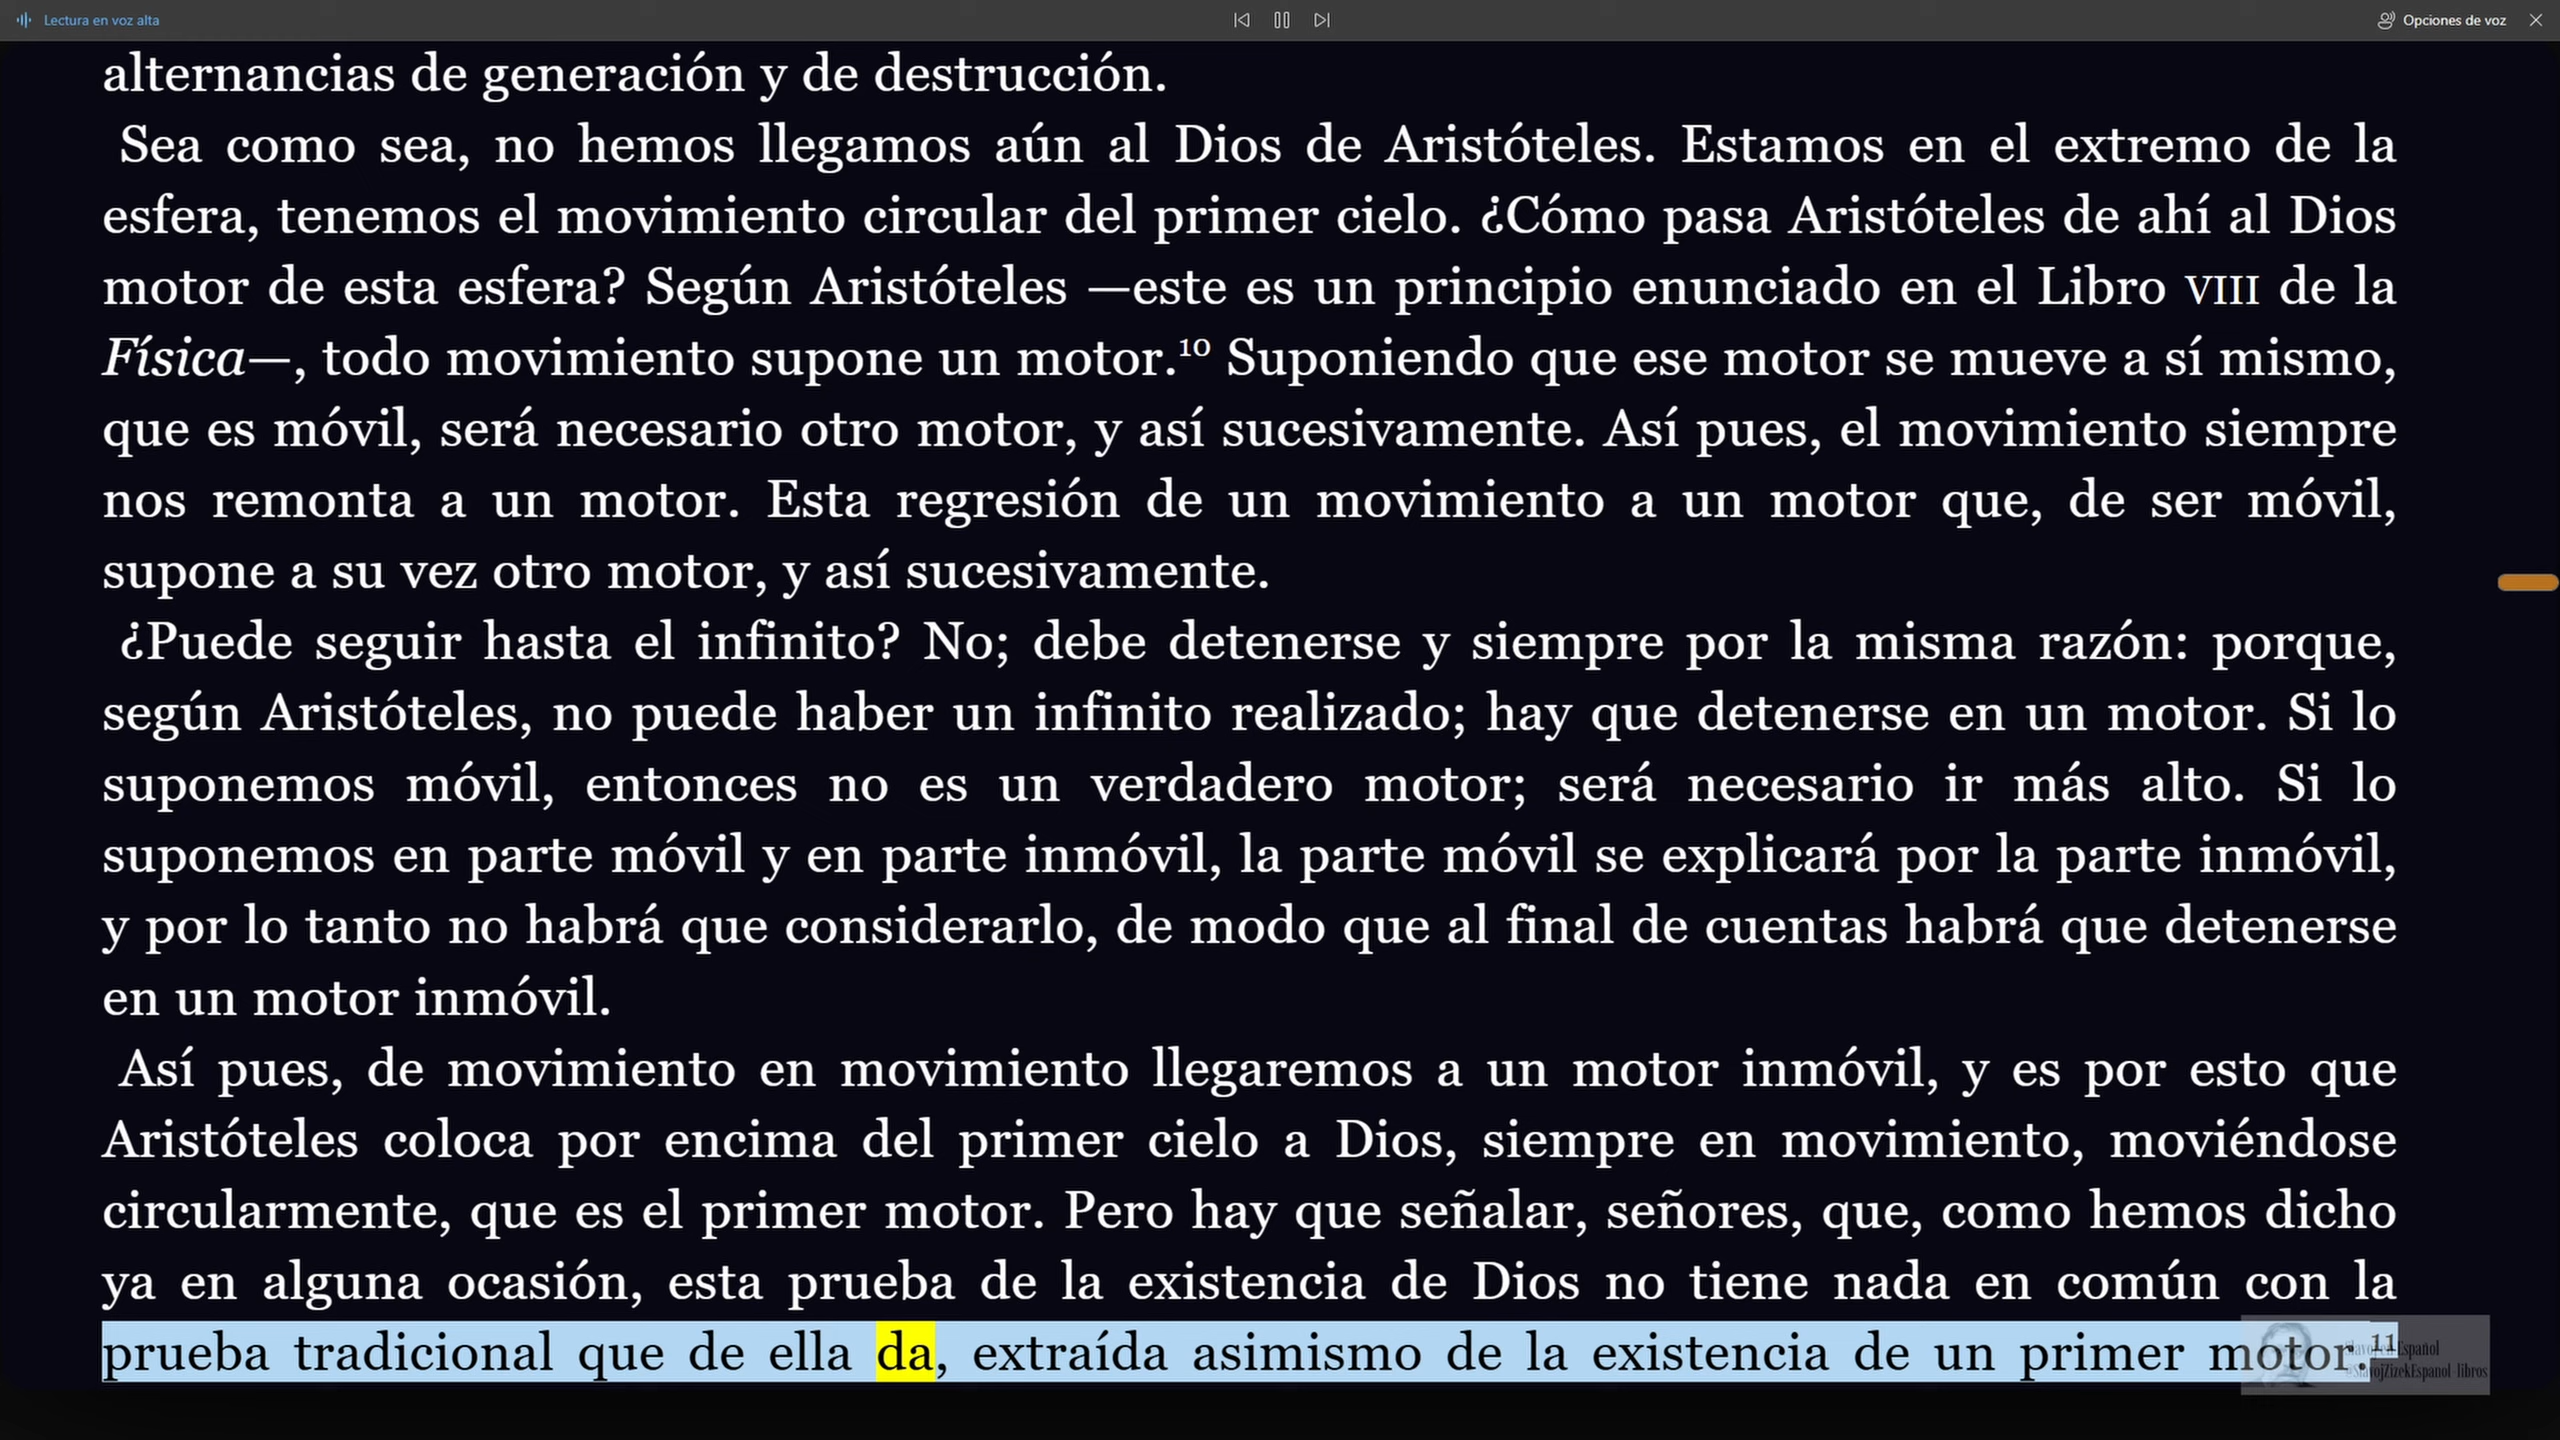 Lectura en voz alta
Opciones de voz
alternancias de generación y de destrucción.
Sea como sea, no hemos llegamos aún al Dios de Aristóteles. Estamos en el extremo de la
esfera, tenemos el movimiento circular del primer cielo. ¿Cómo pasa Aristóteles de ahí al Dios
motor de esta esfera? Según Aristóteles —este es un principio enunciado en el Libro VIII de la
Física—, todo movimiento supone un motor.¹⁰ Suponiendo que ese motor se mueve a sí mismo,
que es móvil, será necesario otro motor, y así sucesivamente. Así pues, el movimiento siempre
nos remonta a un motor. Esta regresión de un movimiento a un motor que, de ser móvil,
supone a su vez otro motor, y así sucesivamente.
¿Puede seguir hasta el infinito? No; debe detenerse y siempre por la misma razón: porque,
según Aristóteles, no puede haber un infinito realizado; hay que detenerse en un motor. Si lo
suponemos móvil, entonces no es un verdadero motor; será necesario ir más alto. Si lo
suponemos en parte móvil y en parte inmóvil, la parte móvil se explicará por la parte inmóvil,
y por lo tanto no habrá que considerarlo, de modo que al final de cuentas habrá que detenerse
en un motor inmóvil.
Así pues, de movimiento en movimiento llegaremos a un motor inmóvil, y es por esto que
Aristóteles coloca por encima del primer cielo a Dios, siempre en movimiento, moviéndose
circularmente, que es el primer motor. Pero hay que señalar, señores, que, como hemos dicho
ya en alguna ocasión, esta prueba de la existencia de Dios no tiene nada en común con la
prueba tradicional que de ella da, extraída asimismo de la existencia de un primer motor.¹¹
Español